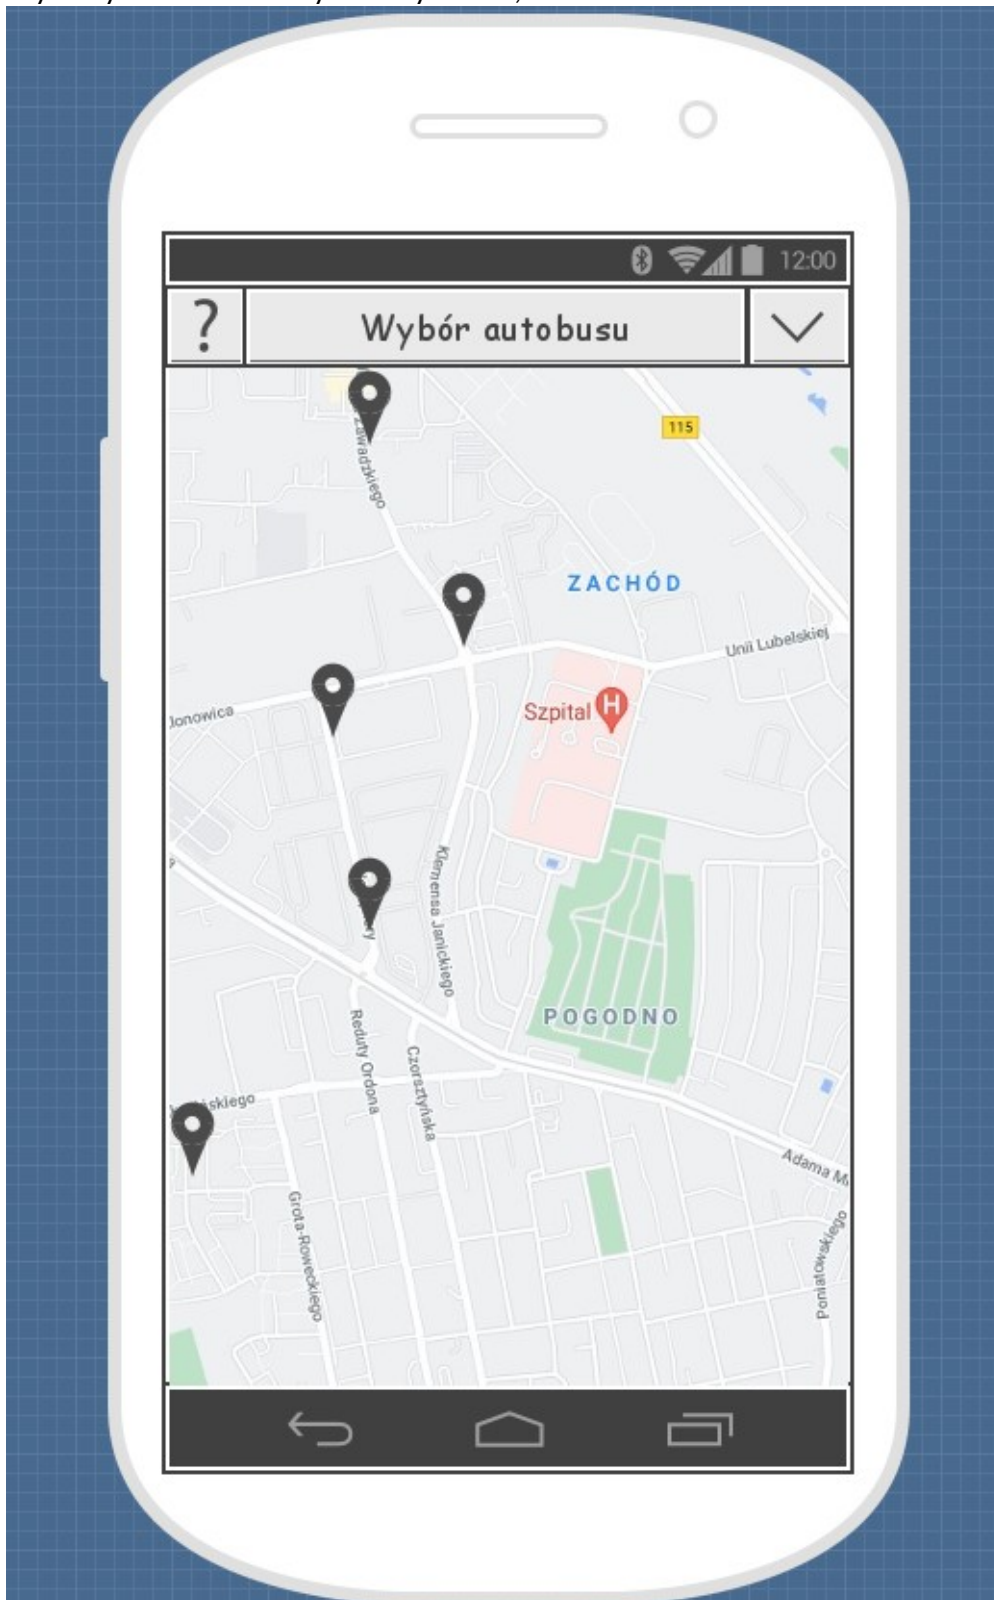 12:00
?
Wybór autobusu
Zawadzkiego
115
ZACHÓD
Unii Lubelskiej
Szpital
H
Klemensa Janickiego
POGODNO
Reduty Ordona
Czorsztyńska
Adama
Grota-Roweckiego
Poniatowskiego